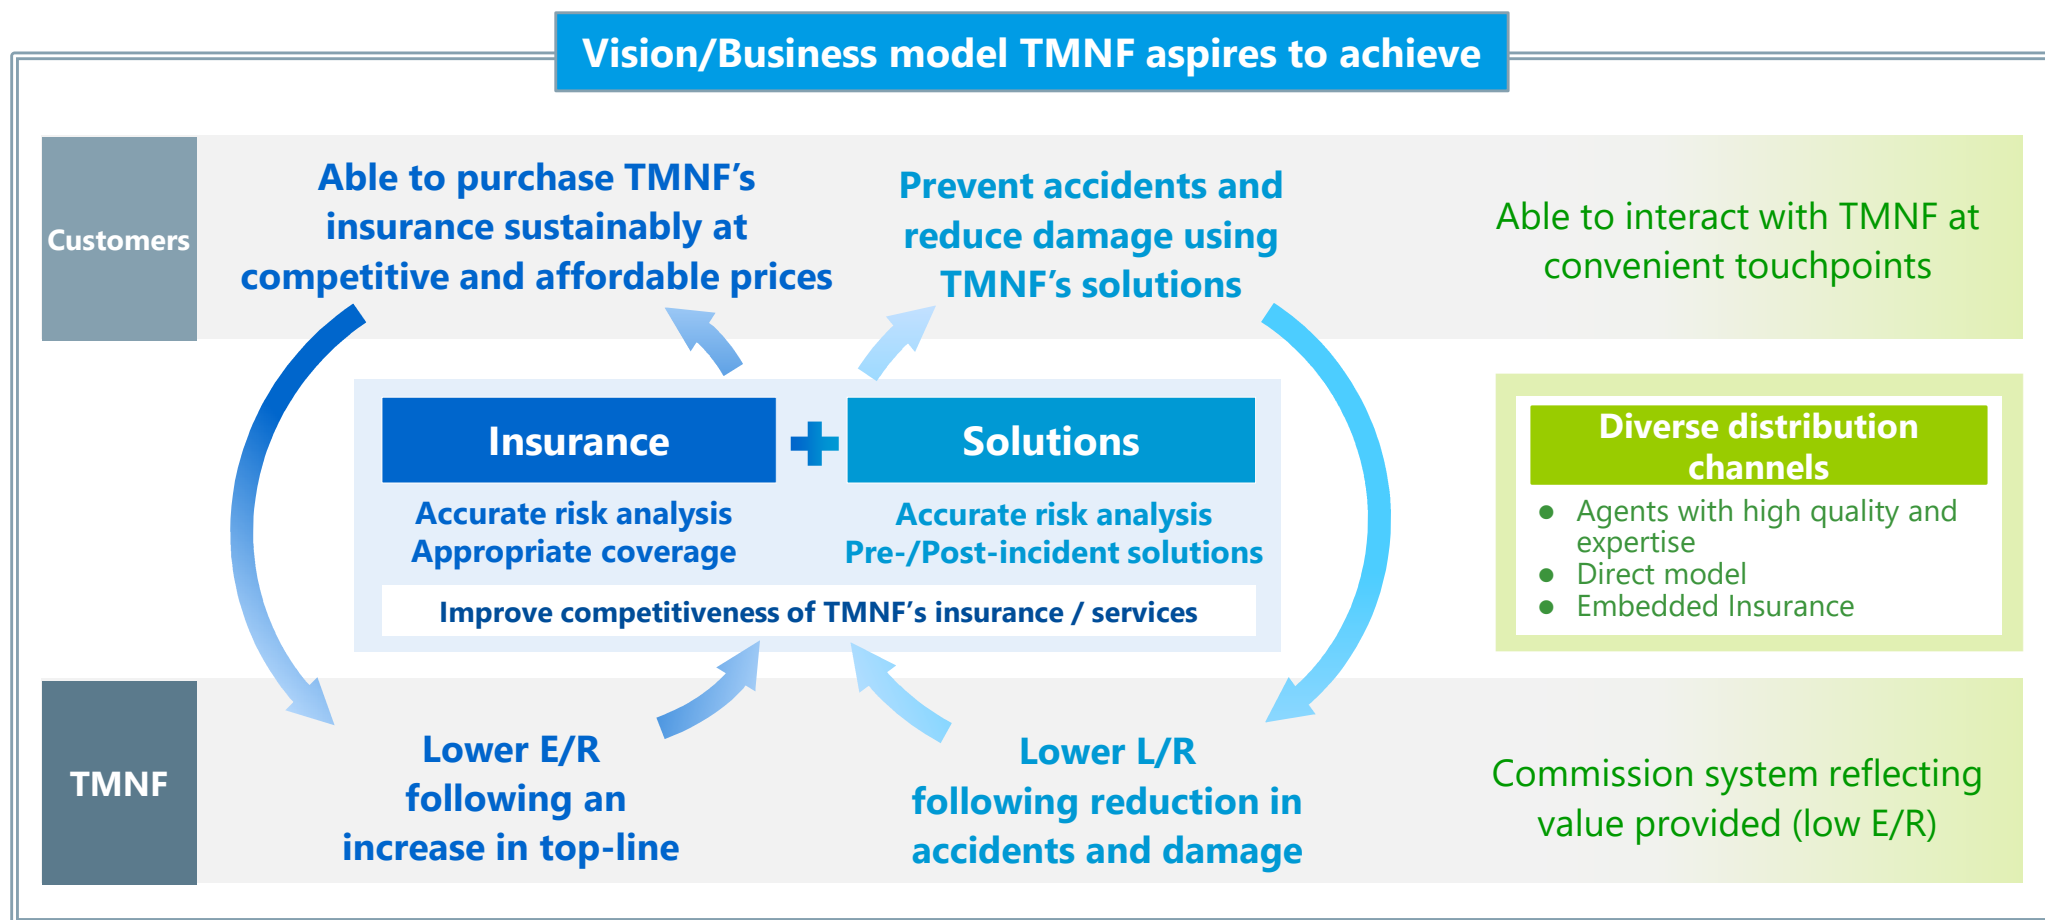 Vision/Business model TMNF aspires to achieve
Customers
Able to purchase TMNF’s
insurance sustainably at
competitive and affordable prices
Prevent accidents and
reduce damage using
TMNF’s solutions
Able to interact with TMNF at
convenient touchpoints
Insurance
Solutions
Accurate risk analysis
Appropriate coverage
Accurate risk analysis
Pre-/Post-incident solutions
Improve competitiveness of TMNF’s insurance / services
Diverse distribution
channels
● Agents with high quality and
expertise
● Direct model
● Embedded Insurance
TMNF
Lower E/R
following an
increase in top-line
Lower L/R
following reduction in
accidents and damage
Commission system reflecting
value provided (low E/R)